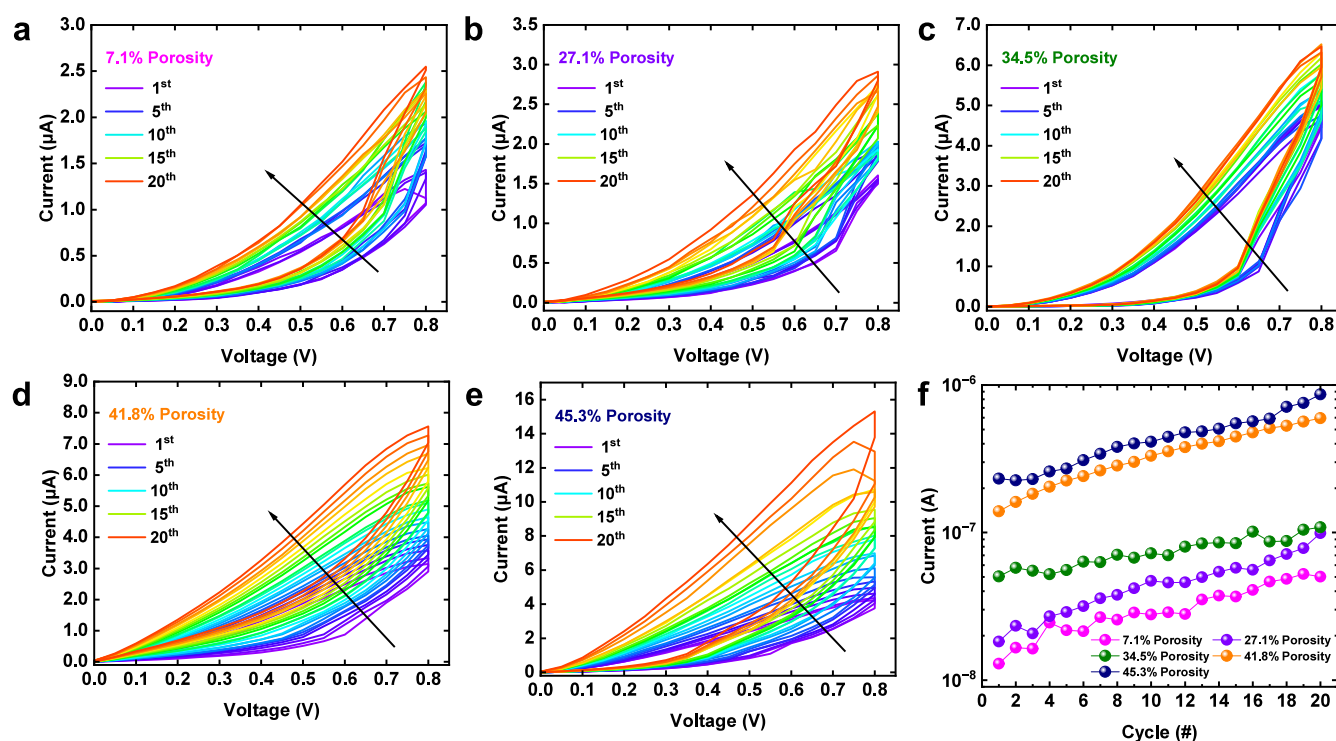 a
3.0
2.5
2.0
1.5
1.0
0.5
0.0
Current (µA)
7.1% Porosity
1st
5th
10th
15th
20th
0.0 0.1 0.2 0.3 0.4 0.5 0.6 0.7 0.8
Voltage (V)
b
3.5
3.0
2.5
2.0
1.5
1.0
0.5
0.0
Current (µA)
27.1% Porosity
1st
5th
10th
15th
20th
0.0 0.1 0.2 0.3 0.4 0.5 0.6 0.7 0.8
Voltage (V)
c
7.0
6.0
5.0
4.0
3.0
2.0
1.0
0.0
Current (µA)
34.5% Porosity
1st
5th
10th
15th
20th
0.0 0.1 0.2 0.3 0.4 0.5 0.6 0.7 0.8
Voltage (V)
d
9.0
8.0
7.0
6.0
5.0
4.0
3.0
2.0
1.0
0.0
Current (µA)
41.8% Porosity
1st
5th
10th
15th
20th
0.0 0.1 0.2 0.3 0.4 0.5 0.6 0.7 0.8
Voltage (V)
e
16
14
12
10
8
6
4
2
0
Current (µA)
45.3% Porosity
1st
5th
10th
15th
20th
0.0 0.1 0.2 0.3 0.4 0.5 0.6 0.7 0.8
Voltage (V)
f
10⁻⁶
10⁻⁷
10⁻⁸
Current (A)
7.1% Porosity 27.1% Porosity
34.5% Porosity 41.8% Porosity
45.3% Porosity
0 2 4 6 8 10 12 14 16 18 20
Cycle (#)